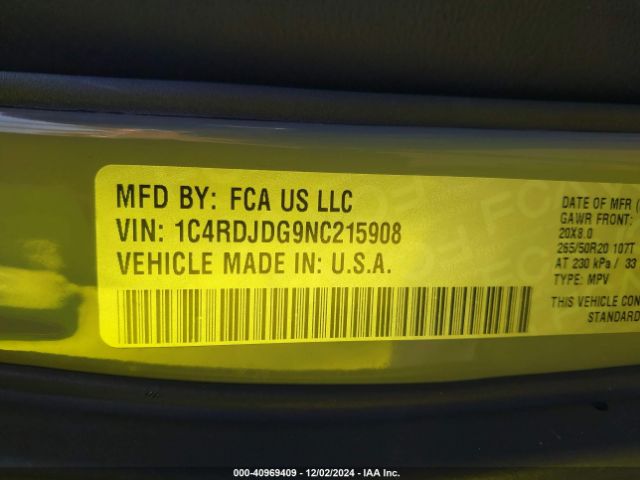 MFD BY: FCA US LLC
VIN: 1C4RDJDG9NC215908
VEHICLE MADE IN: U.S.A.
DATE OF MFR (
GAWR FRONT:
20X8.0
265/50R20 107T
AT 230 kPa / 33
TYPE: MPV
THIS VEHICLE CON
STANDARD
000-40969409 - 12/02/2024 - IAA Inc.